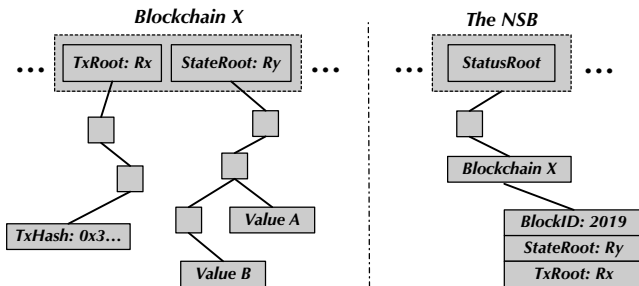 Blockchain X
The NSB
... TxRoot: Rx StateRoot: Ry ...
... StatusRoot ...
Blockchain X
TxHash: 0x3...
Value A
Value B
BlockID: 2019
StateRoot: Ry
TxRoot: Rx